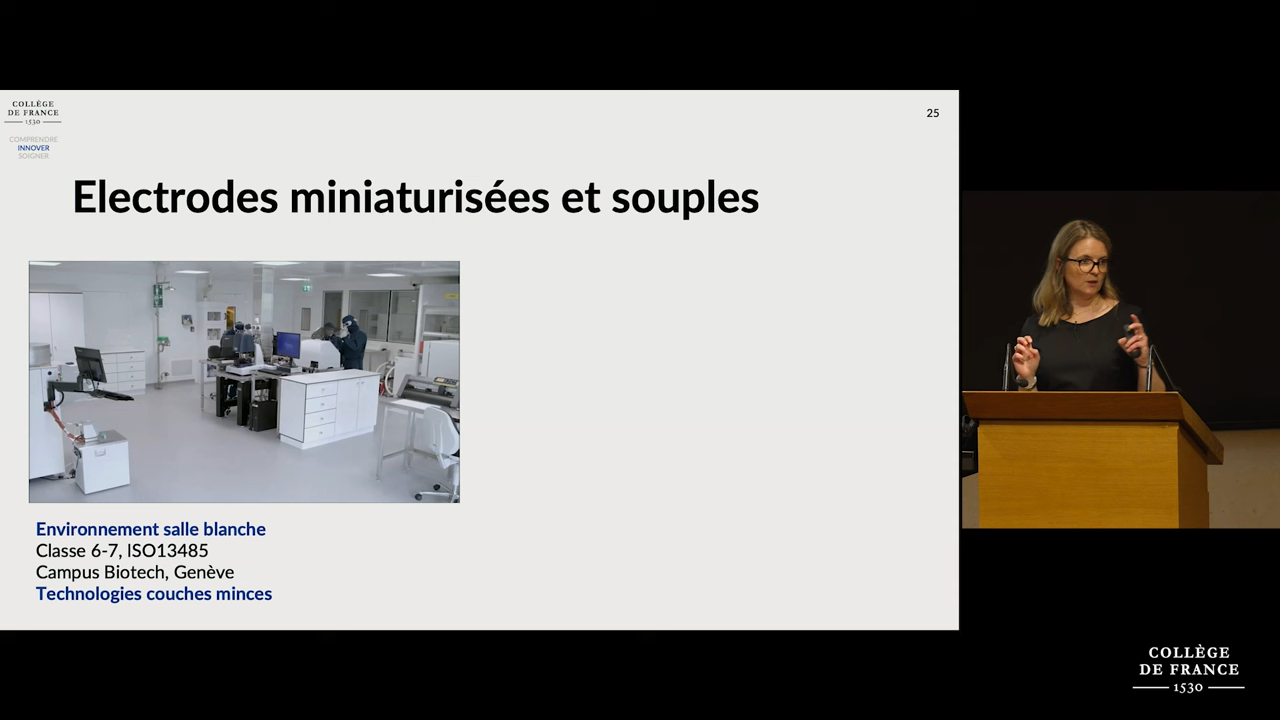 COLLÈGE
DE FRANCE
1530
COMPRENDRE
INNOVER
SOIGNER
25
Electrodes miniaturisées et souples
Environnement salle blanche
Classe 6-7, ISO13485
Campus Biotech, Genève
Technologies couches minces
COLLÈGE
DE FRANCE
1530